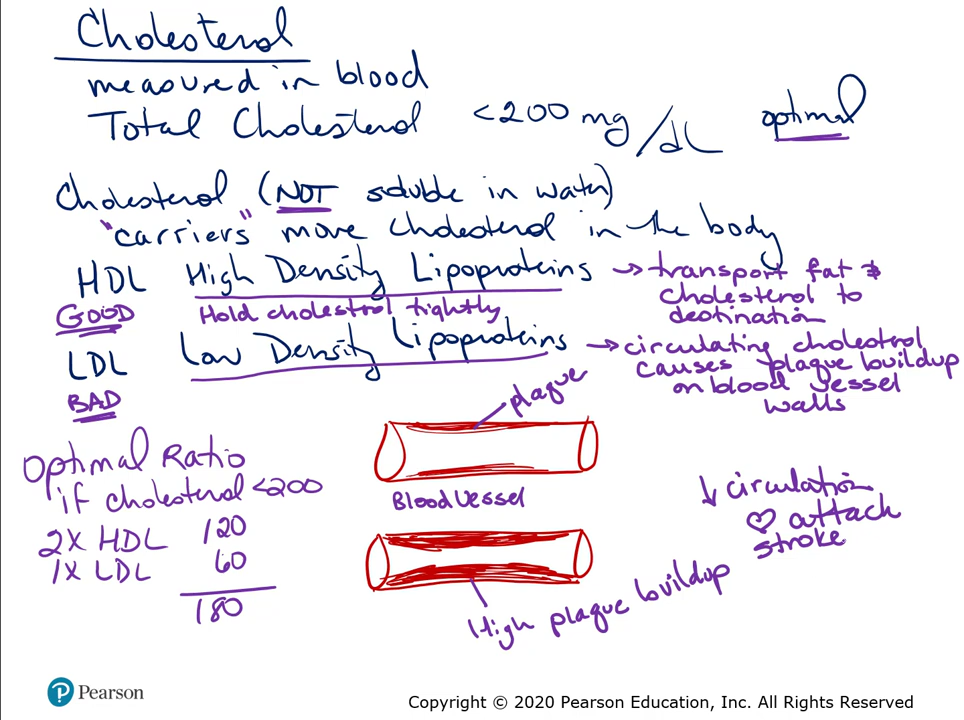 Cholesterol
measured in blood
Total Cholesterol <200 mg/dL optimal
Cholesterol (NOT soluble in water)
"carriers" move cholesterol in the body
HDL High Density Lipoproteins → transport fat &
GOOD Hold cholestrol tightly cholesterol to
destination
LDL Low Density Lipoproteins → circulating cholesterol
causes plaque buildup
on blood vessel
walls
BAD
plaque
Optimal Ratio
if cholesterol <200
2X HDL 120
1X LDL 60
180
Blood Vessel
High plaque buildup
↓ circulation
♡ attack
stroke
Pearson
Copyright © 2020 Pearson Education, Inc. All Rights Reserved